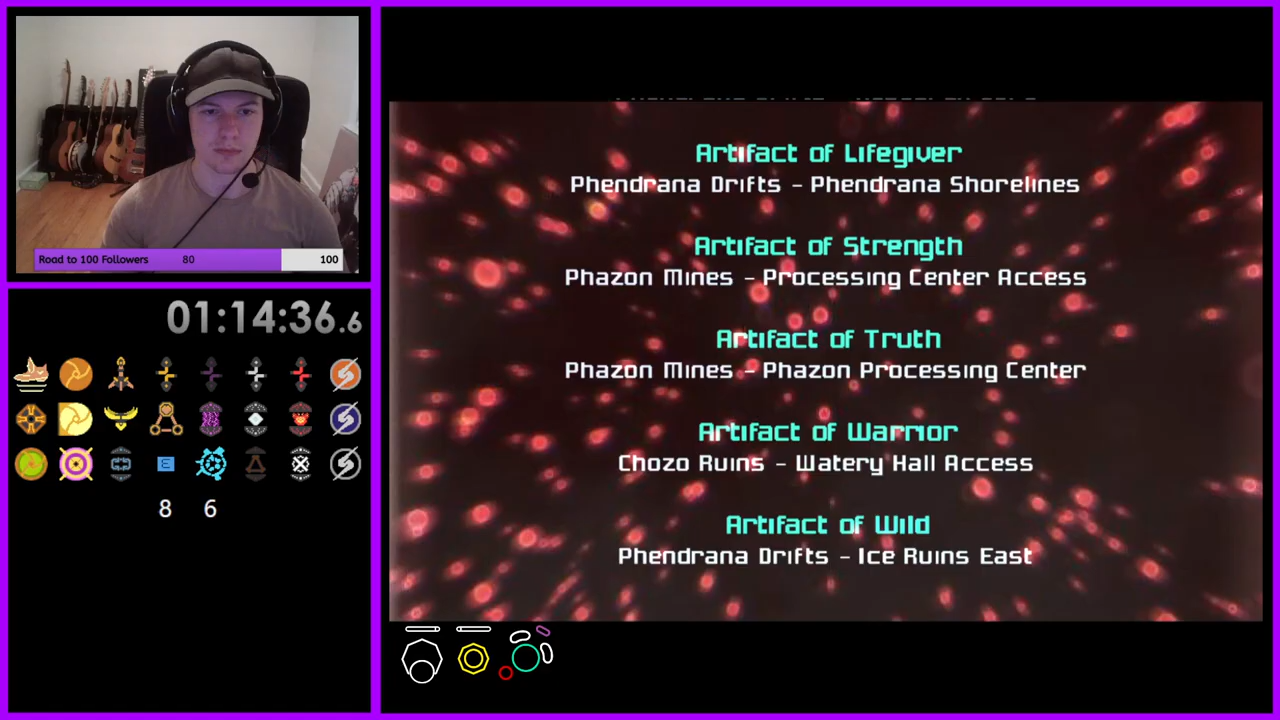 Road to 100 Followers 80 100
01:14:36.6
8 6
Artifact of Lifegiver
Phendrana Drifts - Phendrana Shorelines
Artifact of Strength
Phazon Mines - Processing Center Access
Artifact of Truth
Phazon Mines - Phazon Processing Center
Artifact of Warrior
Chozo Ruins - Watery Hall Access
Artifact of Wild
Phendrana Drifts - Ice Ruins East